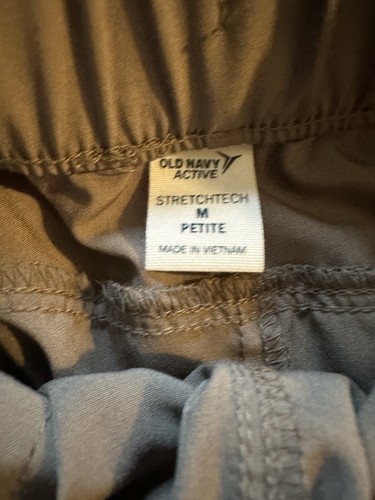 OLD NAVY
ACTIVE
STRETCHTECH
M
PETITE
MADE IN VIETNAM